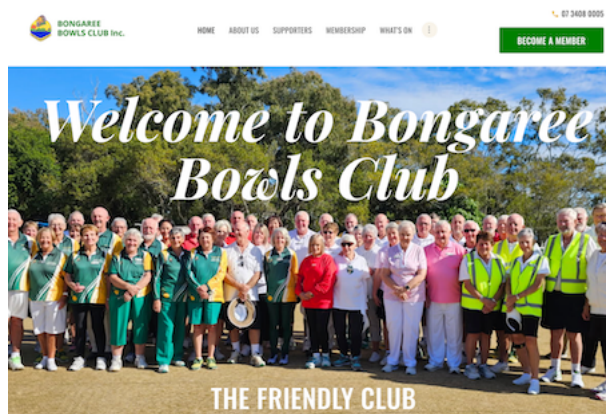 BONGAREE
BOWLS CLUB Inc.
HOME ABOUT US SUPPORTERS MEMBERSHIP WHAT'S ON
07 3408 0005
BECOME A MEMBER
Welcome to Bongaree
Bowls Club
THE FRIENDLY CLUB